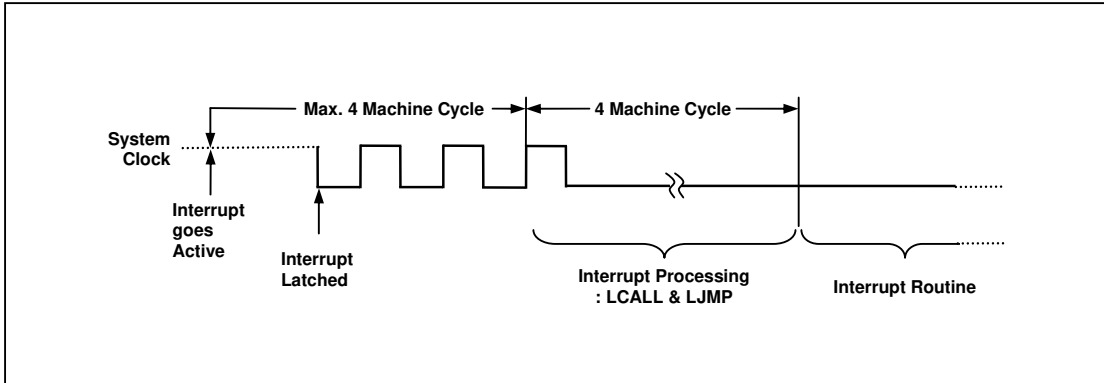 Max. 4 Machine Cycle
4 Machine Cycle
System
Clock
Interrupt
goes
Active
Interrupt
Latched
Interrupt Processing
: LCALL & LJMP
Interrupt Routine